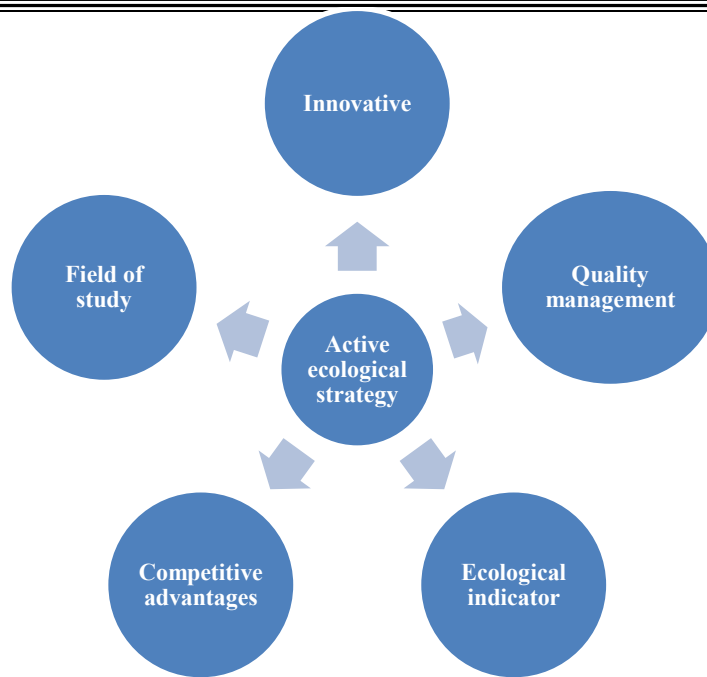 Innovative
Field of
study
Quality
management
Active
ecological
strategy
Competitive
advantages
Ecological
indicator